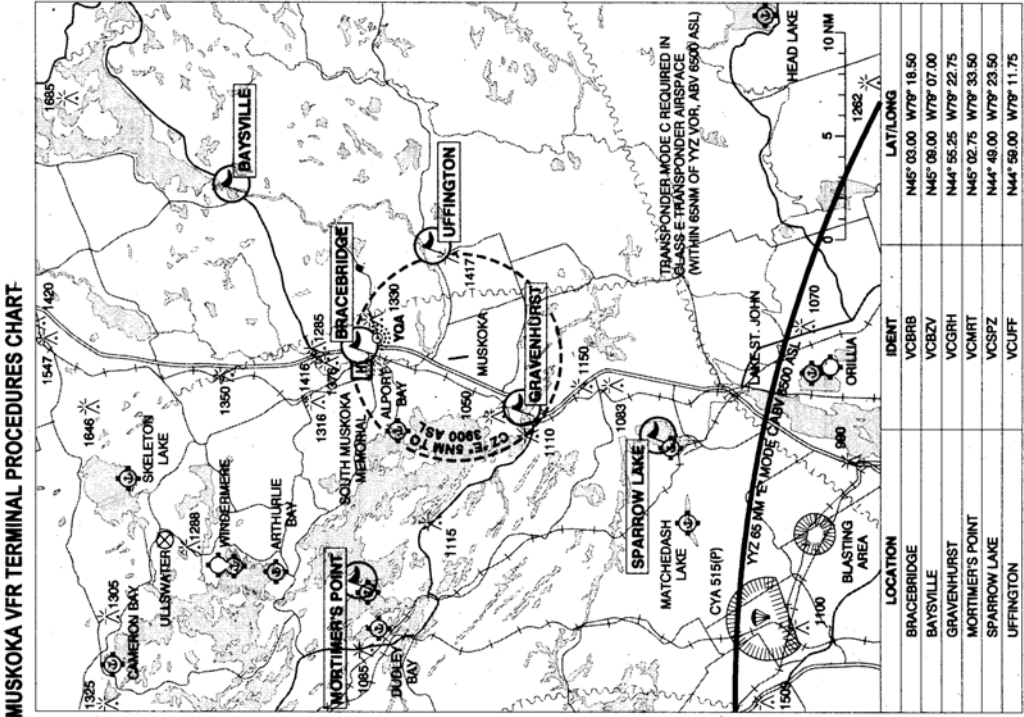 MUSKOKA VFR TERMINAL PROCEDURES CHART
1325
1305
CAMERON BAY
1547
1420
1685
1646
SKELETON
LAKE
ULLSWATER
1288
WINDERMERE
ARTHURLIE
BAY
1350
1416
1285
1376
1316
BAYSVILLE
MORTIMER'S POINT
SOUTH MUSKOKA
MEMORIAL
BRACEBRIDGE
1085
DUDLEY
BAY
ALPORT
BAY
1330
YQA
CZ 'E' 5NM TO
3900 ASL
1050
UFFINGTON
1115
MUSKOKA
1417
1110
GRAVENHURST
1150
1083
SPARROW LAKE
MATCHEDASH
LAKE
TRANSPONDER MODE C REQUIRED IN
CLASS E TRANSPONDER AIRSPACE
(WITHIN 65NM OF YYZ VOR, ABV 6500 ASL)
CYA 515(P)
YYZ 65 NM 'E' MODE C ABV 6500 ASL
LAKE ST. JOHN
HEAD LAKE
1509
1100
BLASTING
AREA
990
ORILLIA
1070
0 5 10 NM
1262
LOCATION IDENT LAT/LONG
BRACEBRIDGE VCBRB N45° 03.00 W79° 18.50
BAYSVILLE VCBZV N45° 09.00 W79° 07.00
GRAVENHURST VCGRH N44° 55.25 W79° 22.75
MORTIMER'S POINT VCMRT N45° 02.75 W79° 33.50
SPARROW LAKE VCSPZ N44° 49.00 W79° 23.50
UFFINGTON VCUFF N44° 58.00 W79° 11.75